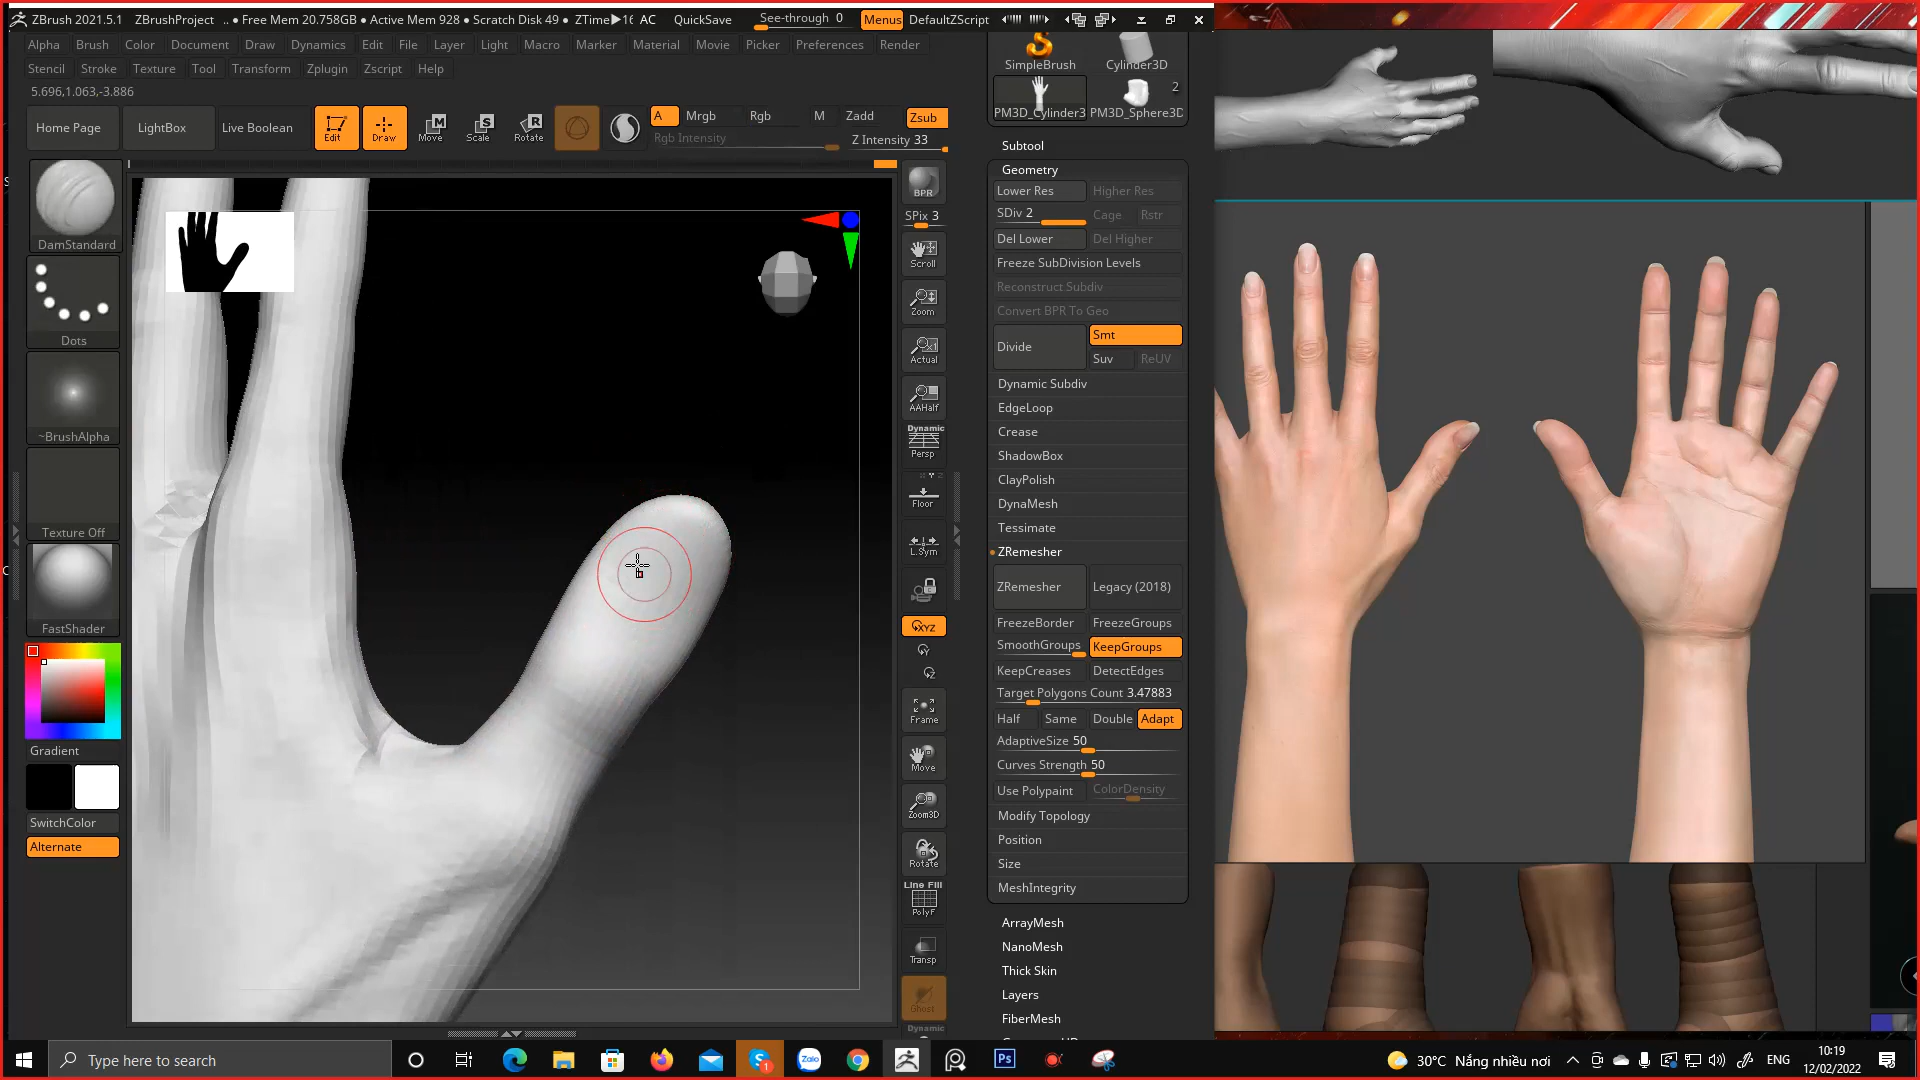 ZBrush 2021.5.1 ZBrushProject .. • Free Mem 20.758GB • Active Mem 928 • Scratch Disk 49 • ZTime▶16 AC QuickSave See-through 0 Menus DefaultZScript
Alpha Brush Color Document Draw Dynamics Edit File Layer Light Macro Marker Material Movie Picker Preferences Render
Stencil Stroke Texture Tool Transform Zplugin Zscript Help
5.696,1.063,-3.886
Home Page LightBox Live Boolean Edit Draw Move Scale Rotate A Mrgb Rgb M Zadd Zsub
Rgb Intensity Z Intensity 33
DamStandard
Dots
~BrushAlpha
Texture Off
FastShader
Gradient
SwitchColor
Alternate
BPR
SPix 3
Scroll
Zoom
Actual
AAHalf
Dynamic
Persp
Floor
L.Sym
XYZ
Frame
Move
Zoom3D
Rotate
Line Fill
PolyF
Transp
Ghost
Dynamic
SimpleBrush Cylinder3D
2
PM3D_Cylinder3 PM3D_Sphere3D
Subtool
Geometry
Lower Res Higher Res
SDiv 2 Cage Rstr
Del Lower Del Higher
Freeze SubDivision Levels
Reconstruct Subdiv
Convert BPR To Geo
Divide Smt
Suv ReUV
Dynamic Subdiv
EdgeLoop
Crease
ShadowBox
ClayPolish
DynaMesh
Tessimate
ZRemesher
ZRemesher Legacy (2018)
FreezeBorder FreezeGroups
SmoothGroups KeepGroups
KeepCreases DetectEdges
Target Polygons Count 3.47883
Half Same Double Adapt
AdaptiveSize 50
Curves Strength 50
Use Polypaint ColorDensity
Modify Topology
Position
Size
MeshIntegrity
ArrayMesh
NanoMesh
Thick Skin
Layers
FiberMesh
Type here to search
Zalo
1
Ps
30°C Nắng nhiều nơi
ENG
10:19
12/02/2022